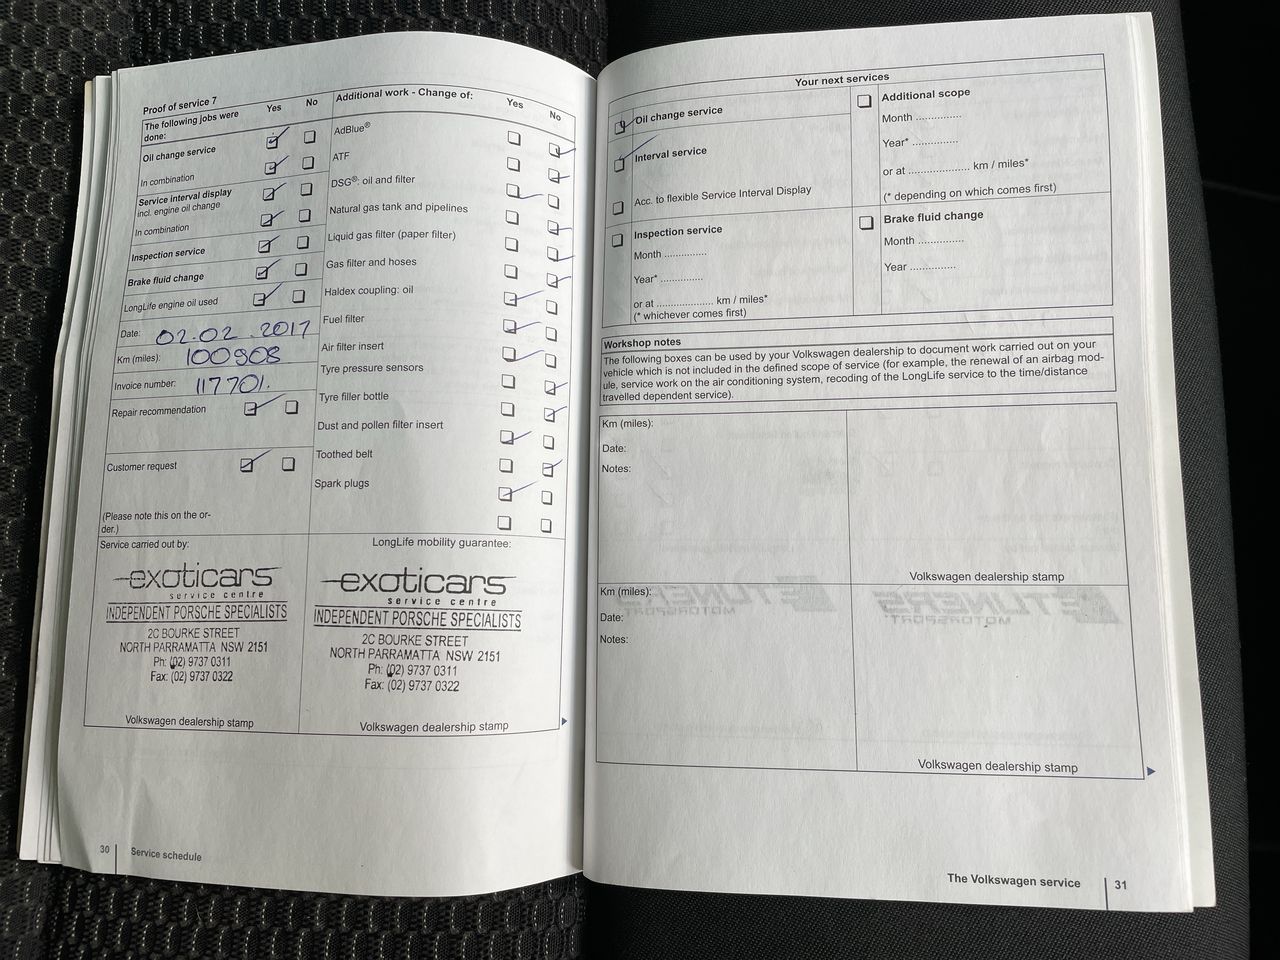 Proof of service 7
The following jobs were done:
Yes
No
Oil change service
In combination
Service interval display
incl. engine oil change
In combination
Inspection service
Brake fluid change
LongLife engine oil used
Date: 02.02.2017
Km (miles): 100908
Invoice number: 117701.
Repair recommendation
Customer request
(Please note this on the or-
der.)
Additional work - Change of:
Yes
No
AdBlue®
ATF
DSG®: oil and filter
Natural gas tank and pipelines
Liquid gas filter (paper filter)
Gas filter and hoses
Haldex coupling: oil
Fuel filter
Air filter insert
Tyre pressure sensors
Tyre filler bottle
Dust and pollen filter insert
Toothed belt
Spark plugs
Service carried out by:
exoticars
service centre
INDEPENDENT PORSCHE SPECIALISTS
2C BOURKE STREET
NORTH PARRAMATTA NSW 2151
Ph: (02) 9737 0311
Fax: (02) 9737 0322
Volkswagen dealership stamp
LongLife mobility guarantee:
exoticars
service centre
INDEPENDENT PORSCHE SPECIALISTS
2C BOURKE STREET
NORTH PARRAMATTA NSW 2151
Ph: (02) 9737 0311
Fax: (02) 9737 0322
Volkswagen dealership stamp
30
Service schedule
Your next services
Oil change service
Interval service
Acc. to flexible Service Interval Display
Inspection service
Month ...............
Year* ...............
or at .................... km / miles*
(* whichever comes first)
Additional scope
Month ...............
Year* ...............
or at .................... km / miles*
(* depending on which comes first)
Brake fluid change
Month ...............
Year ...............
Workshop notes
The following boxes can be used by your Volkswagen dealership to document work carried out on your
vehicle which is not included in the defined scope of service (for example, the renewal of an airbag mod-
ule, service work on the air conditioning system, recoding of the LongLife service to the time/distance
travelled dependent service).
Km (miles):
Date:
Notes:
Volkswagen dealership stamp
Km (miles):
Date:
Notes:
Volkswagen dealership stamp
The Volkswagen service
31